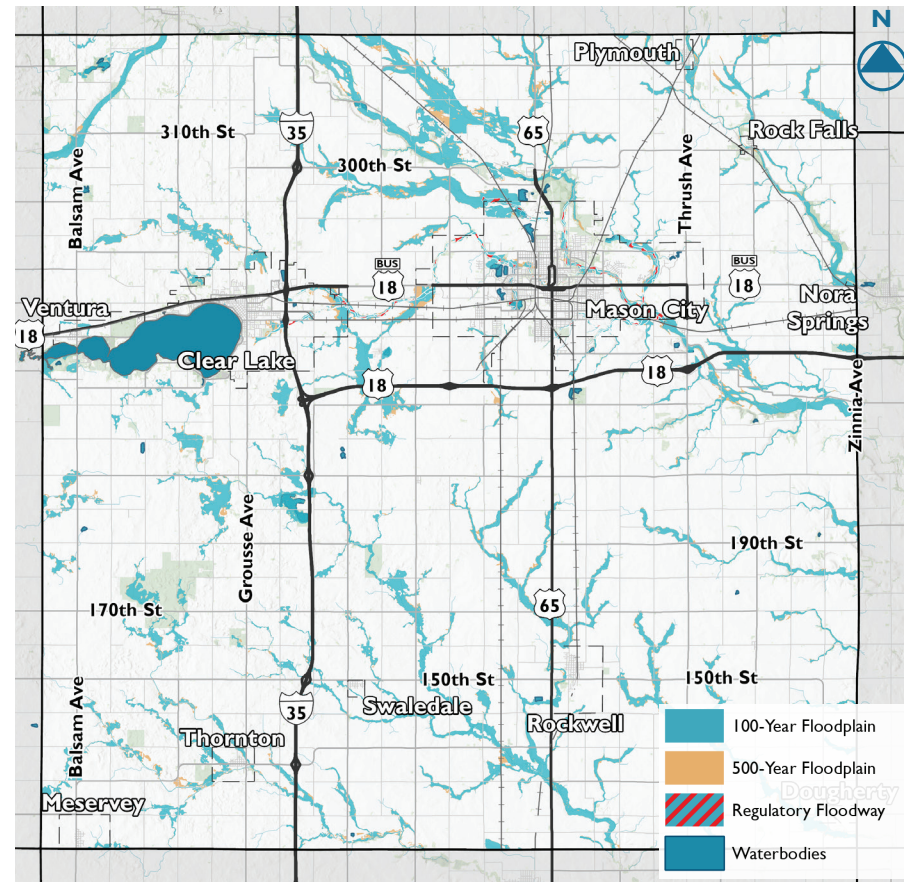 N
Plymouth
310th St
35
65
Rock Falls
300th St
Balsam Ave
Thrush Ave
BUS
18
BUS
18
Ventura
Nora
Springs
Mason City
18
Clear Lake
18
18
Zinnia Ave
Grousse Ave
190th St
170th St
65
150th St
150th St
Balsam Ave
35
Swaledale
Rockwell
Thornton
Meservey
Dougherty
100-Year Floodplain
500-Year Floodplain
Regulatory Floodway
Waterbodies